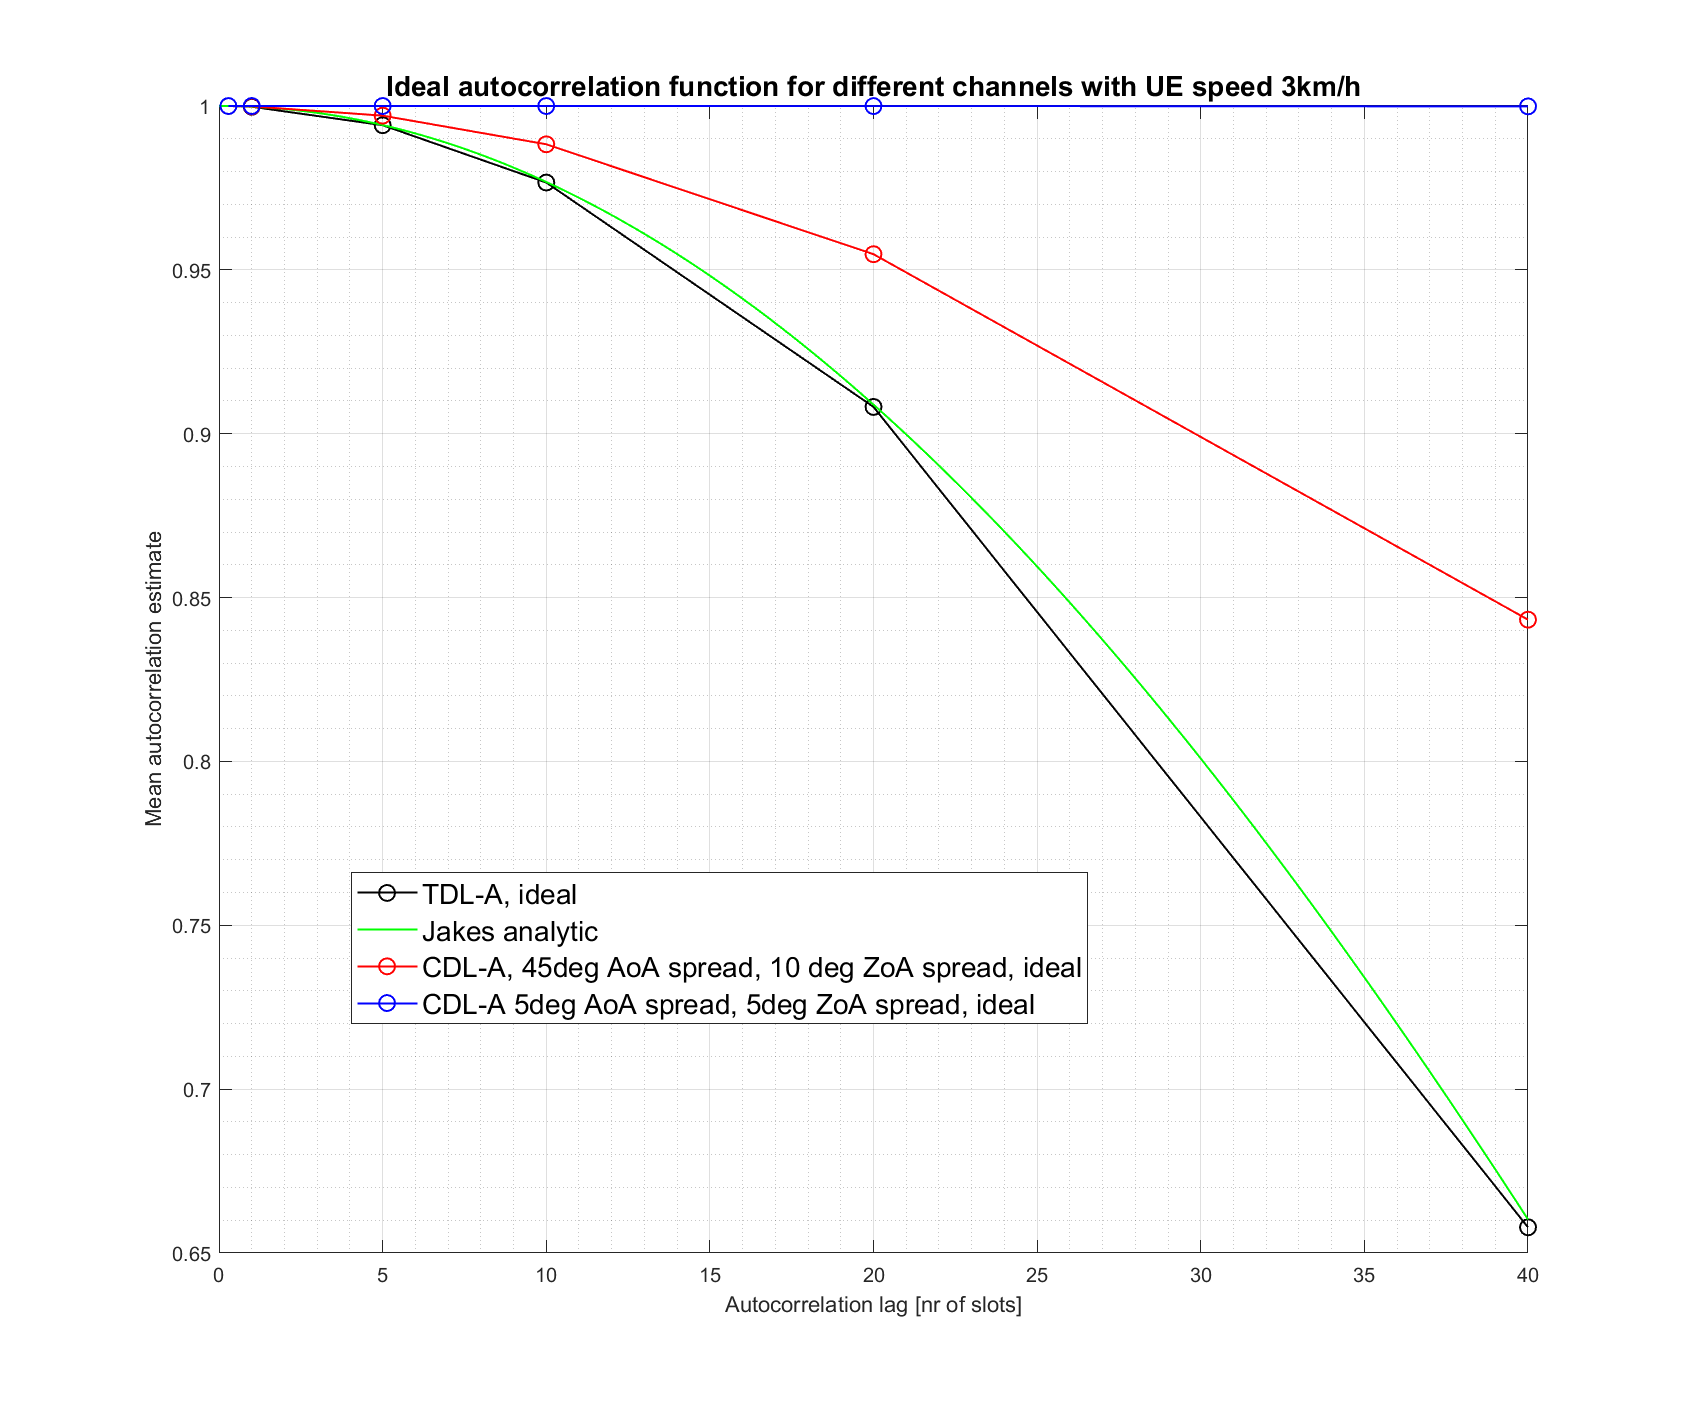 Ideal autocorrelation function for different channels with UE speed 3km/h
1
0.95
0.9
0.85
0.8
0.75
0.7
0.65
Mean autocorrelation estimate
TDL-A, ideal
Jakes analytic
CDL-A, 45deg AoA spread, 10 deg ZoA spread, ideal
CDL-A 5deg AoA spread, 5deg ZoA spread, ideal
0 5 10 15 20 25 30 35 40
Autocorrelation lag [nr of slots]